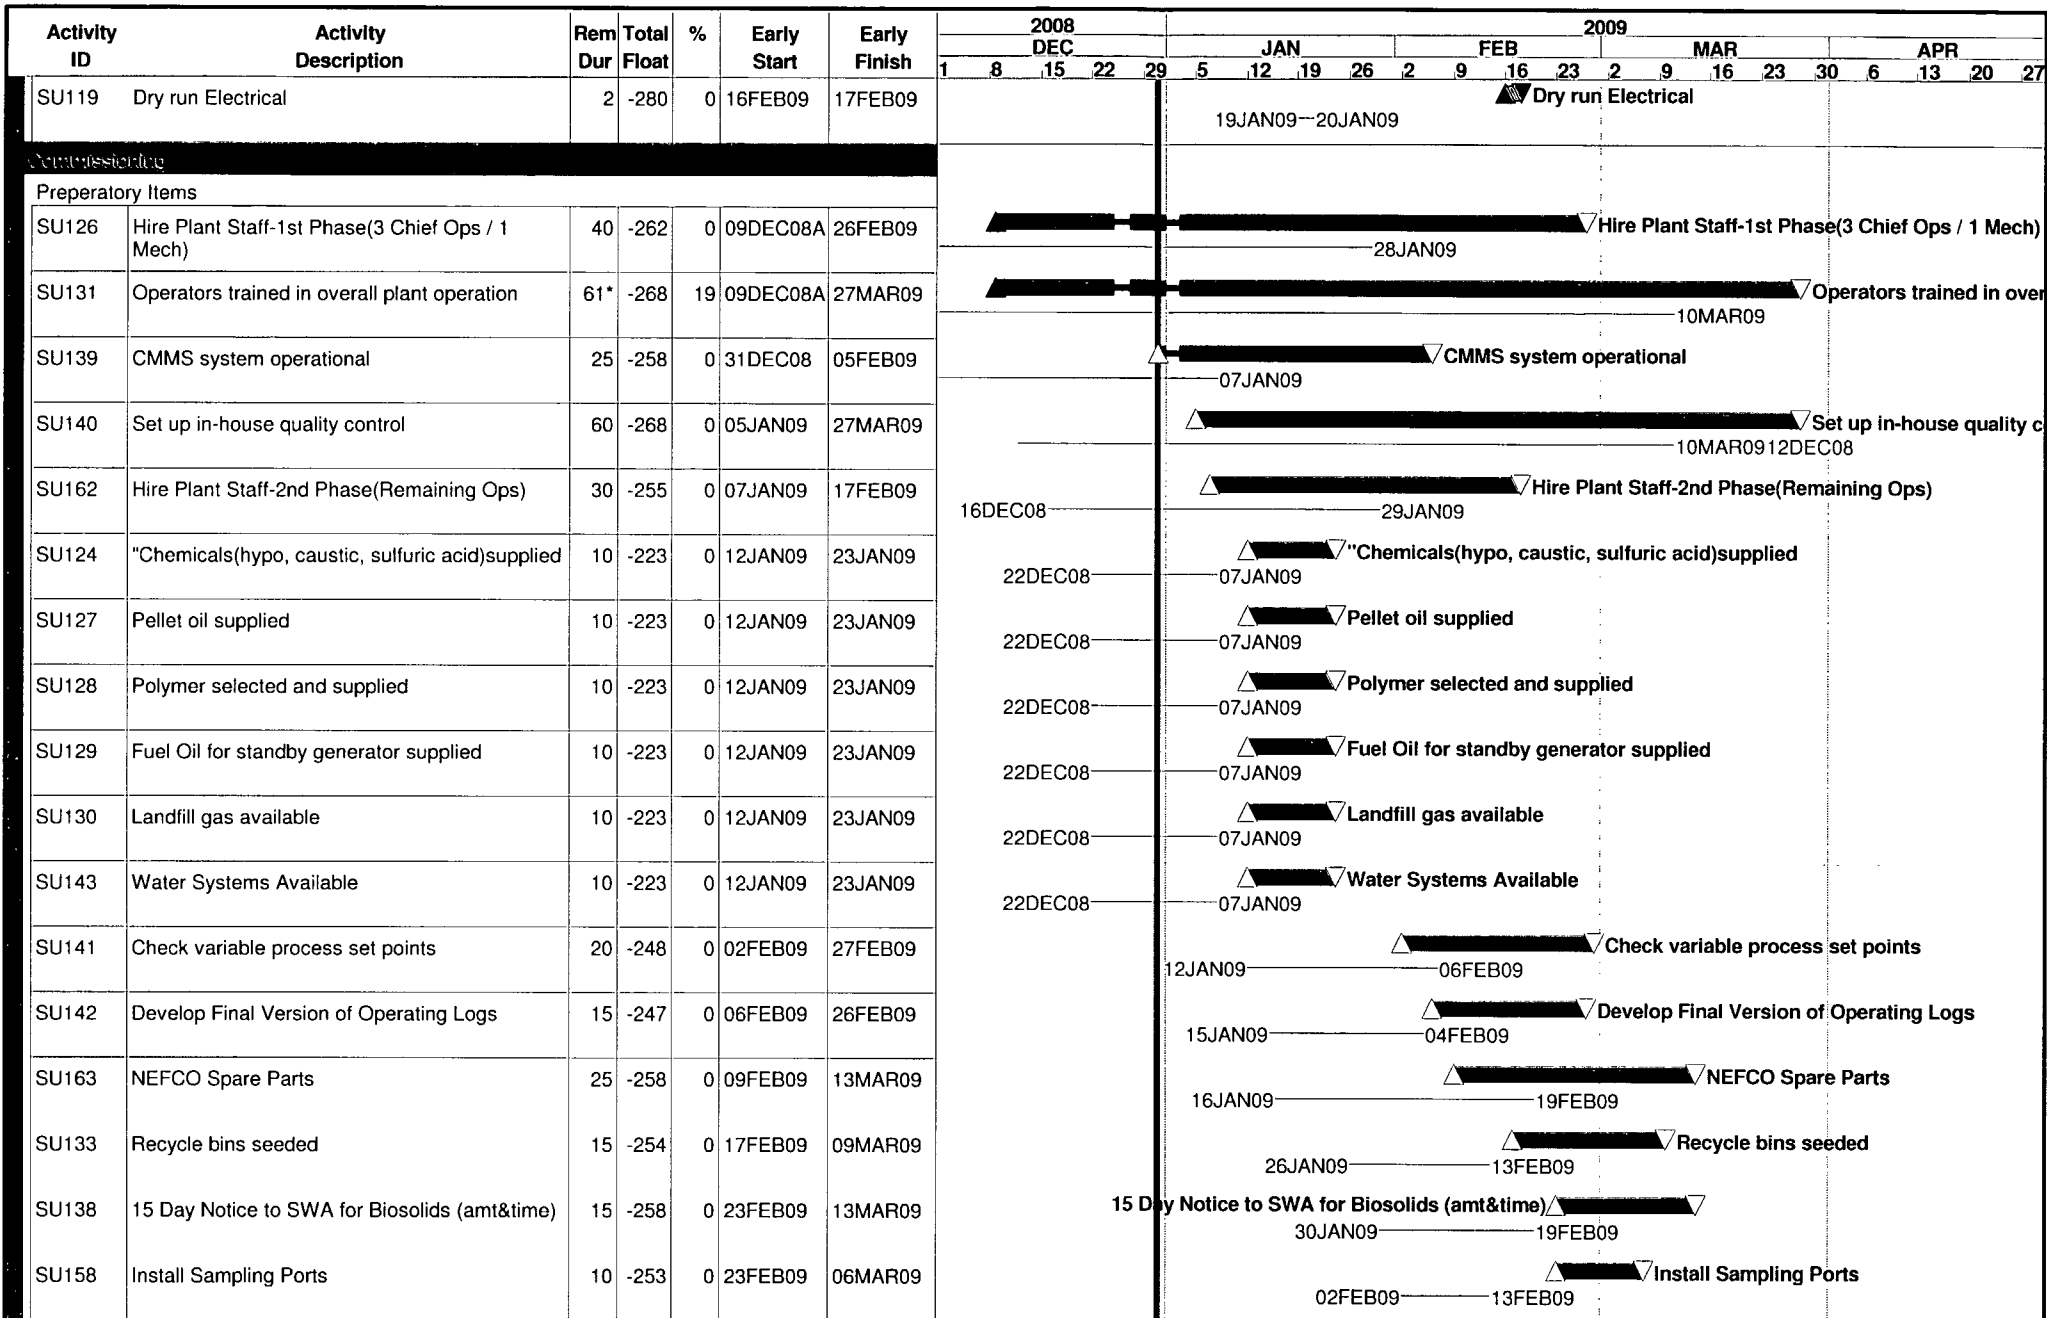 Activity ID Activity Description Rem Dur Total Float % Early Start Early Finish
2008 2009
DEC JAN FEB MAR APR
1 8 15 22 29 5 12 19 26 2 9 16 23 2 9 16 23 30 6 13 20 27
SU119 Dry run Electrical 2 -280 0 16FEB09 17FEB09 Dry run Electrical
19JAN09 20JAN09
Commissioning
Preperatory Items
SU126 Hire Plant Staff-1st Phase(3 Chief Ops / 1 Mech) 40 -262 0 09DEC08A 26FEB09 Hire Plant Staff-1st Phase(3 Chief Ops / 1 Mech)
28JAN09
SU131 Operators trained in overall plant operation 61* -268 19 09DEC08A 27MAR09 Operators trained in over
10MAR09
SU139 CMMS system operational 25 -258 0 31DEC08 05FEB09 CMMS system operational
07JAN09
SU140 Set up in-house quality control 60 -268 0 05JAN09 27MAR09 Set up in-house quality c
10MAR09 12DEC08
SU162 Hire Plant Staff-2nd Phase(Remaining Ops) 30 -255 0 07JAN09 17FEB09 Hire Plant Staff-2nd Phase(Remaining Ops)
16DEC08 29JAN09
SU124 "Chemicals(hypo, caustic, sulfuric acid)supplied 10 -223 0 12JAN09 23JAN09 "Chemicals(hypo, caustic, sulfuric acid)supplied
22DEC08 07JAN09
SU127 Pellet oil supplied 10 -223 0 12JAN09 23JAN09 Pellet oil supplied
22DEC08 07JAN09
SU128 Polymer selected and supplied 10 -223 0 12JAN09 23JAN09 Polymer selected and supplied
22DEC08 07JAN09
SU129 Fuel Oil for standby generator supplied 10 -223 0 12JAN09 23JAN09 Fuel Oil for standby generator supplied
22DEC08 07JAN09
SU130 Landfill gas available 10 -223 0 12JAN09 23JAN09 Landfill gas available
22DEC08 07JAN09
SU143 Water Systems Available 10 -223 0 12JAN09 23JAN09 Water Systems Available
22DEC08 07JAN09
SU141 Check variable process set points 20 -248 0 02FEB09 27FEB09 Check variable process set points
12JAN09 06FEB09
SU142 Develop Final Version of Operating Logs 15 -247 0 06FEB09 26FEB09 Develop Final Version of Operating Logs
15JAN09 04FEB09
SU163 NEFCO Spare Parts 25 -258 0 09FEB09 13MAR09 NEFCO Spare Parts
16JAN09 19FEB09
SU133 Recycle bins seeded 15 -254 0 17FEB09 09MAR09 Recycle bins seeded
26JAN09 13FEB09
SU138 15 Day Notice to SWA for Biosolids (amt&time) 15 -258 0 23FEB09 13MAR09 15 Day Notice to SWA for Biosolids (amt&time)
30JAN09 19FEB09
SU158 Install Sampling Ports 10 -253 0 23FEB09 06MAR09 Install Sampling Ports
02FEB09 13FEB09